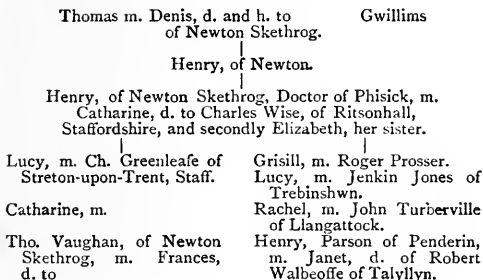 Thomas m. Denis, d. and h. to Gwillims
of Newton Skethrog.
Henry, of Newton.
Henry, of Newton Skethrog, Doctor of Phisick, m.
Catharine, d. to Charles Wise, of Ritsonhall,
Staffordshire, and secondly Elizabeth, her sister.
Lucy, m. Ch. Greenleafe of
Streton-upon-Trent, Staff.
Catharine, m.
Tho. Vaughan, of Newton
Skethrog, m. Frances,
d. to
Grisill, m. Roger Prosser.
Lucy, m. Jenkin Jones of
Trebinshwn.
Rachel, m. John Turberville
of Llangattock.
Henry, Parson of Penderin,
m. Janet, d. of Robert
Walbeoffe of Talyllyn.